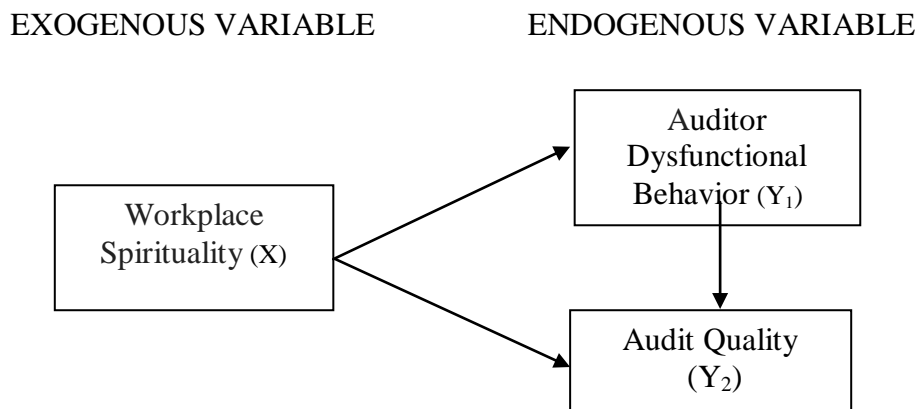 EXOGENOUS VARIABLE
ENDOGENOUS VARIABLE
Auditor
Dysfunctional
Behavior (Y₁)
Workplace
Spirituality (X)
Audit Quality
(Y₂)